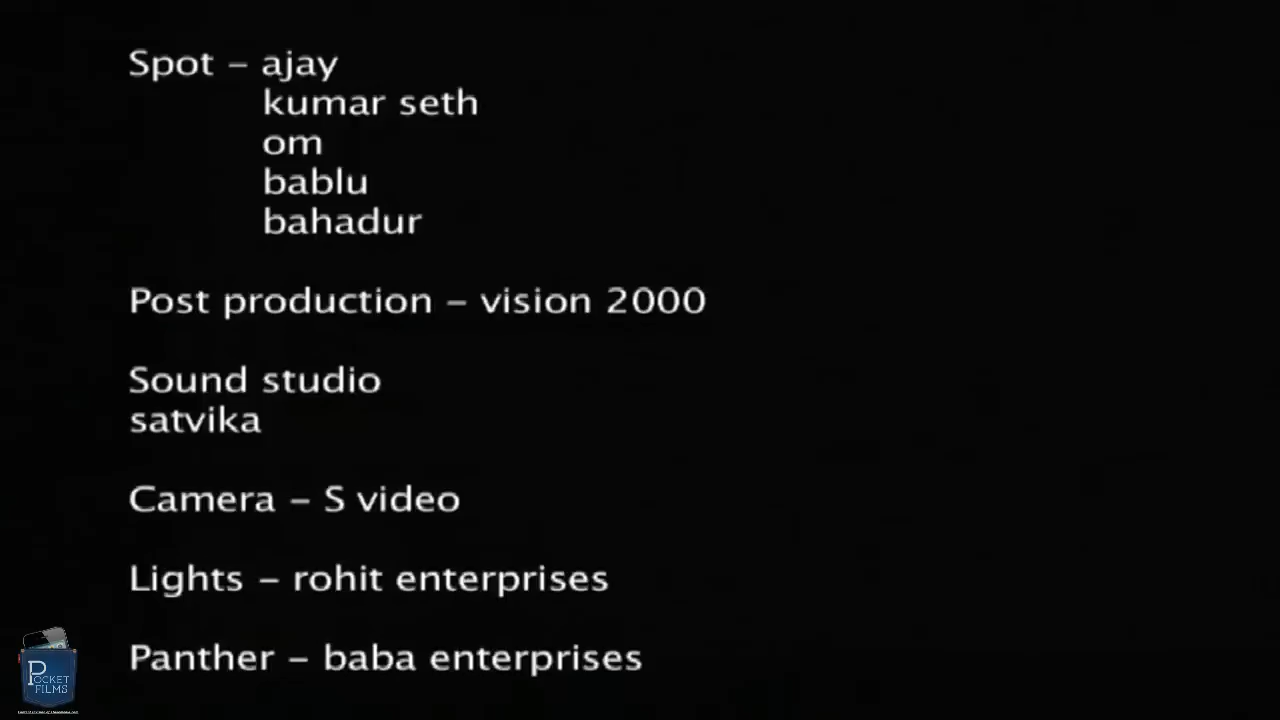 Spot – ajay
kumar seth
om
bablu
bahadur
Post production – vision 2000
Sound studio
satvika
Camera – S video
Lights – rohit enterprises
Panther – baba enterprises
POCKET
FILMS